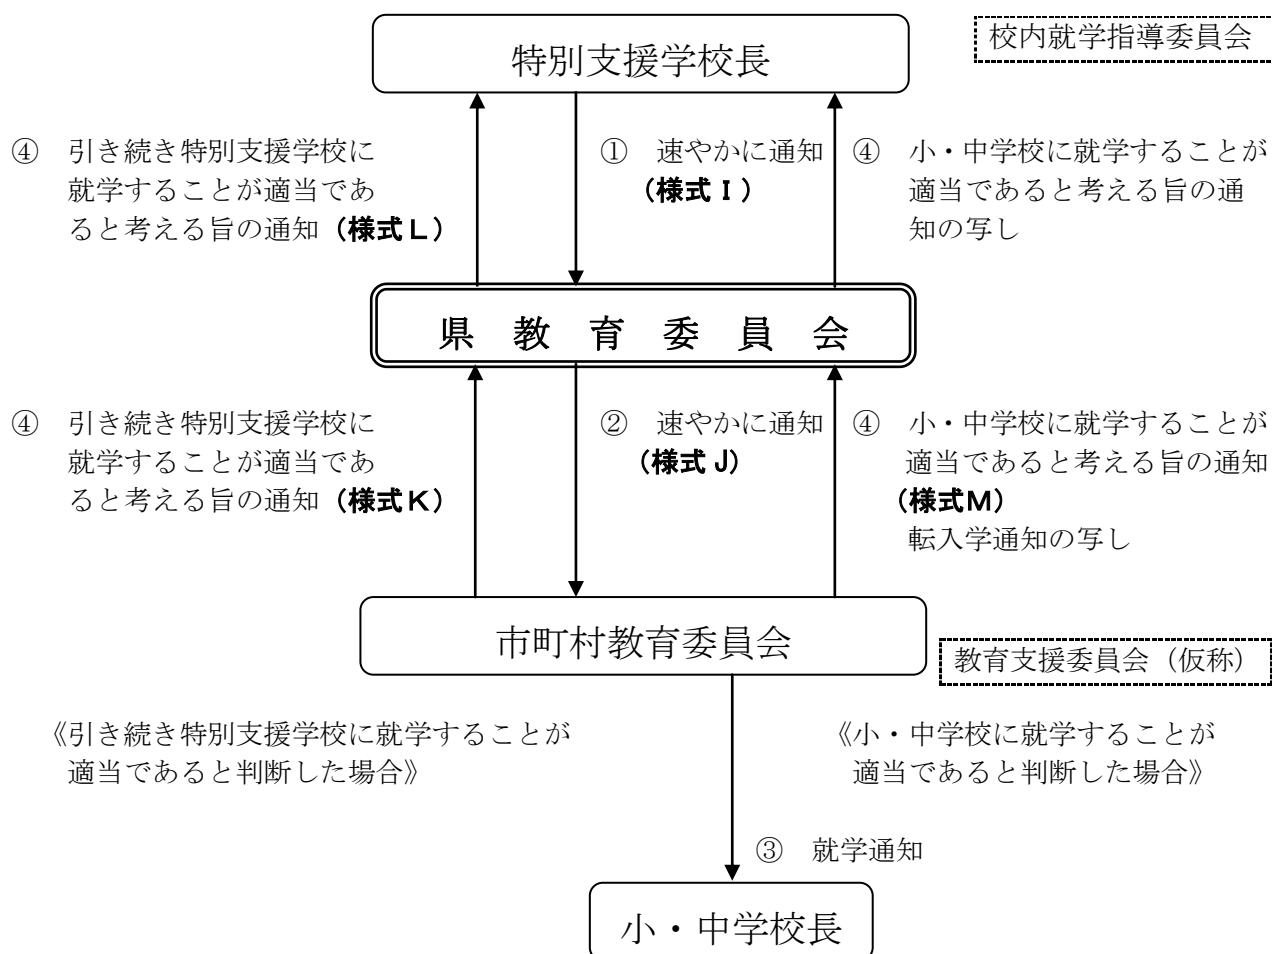 特別支援学校長
校内就学指導委員会
④ 引き続き特別支援学校に
就学することが適当であ
ると考える旨の通知（様式Ｌ）
① 速やかに通知
（様式Ｉ）
④ 小・中学校に就学することが
適当であると考える旨の通
知の写し
県教育委員会
④ 引き続き特別支援学校に
就学することが適当であ
ると考える旨の通知（様式Ｋ）
② 速やかに通知
（様式Ｊ）
④ 小・中学校に就学することが
適当であると考える旨の通知
（様式Ｍ）
転入学通知の写し
市町村教育委員会
教育支援委員会（仮称）
《引き続き特別支援学校に就学することが
適当であると判断した場合》
《小・中学校に就学することが
適当であると判断した場合》
③ 就学通知
小・中学校長